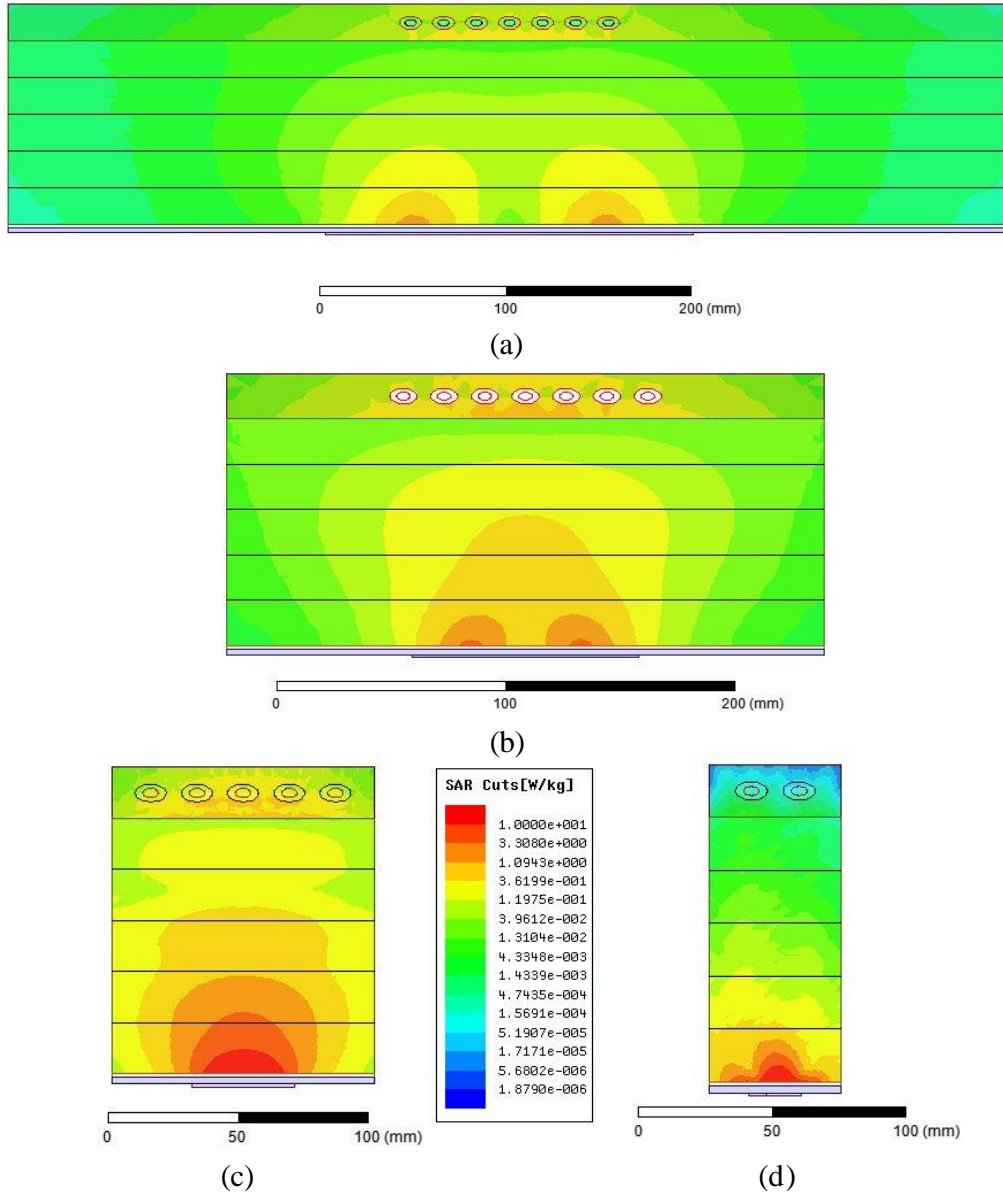 0
100
200 (mm)
(a)
0
100
200 (mm)
(b)
SAR Cuts[W/kg]
1.0000e+001
3.3080e+000
1.0943e+000
3.6199e-001
1.1975e-001
3.9612e-002
1.3104e-002
4.3348e-003
1.4339e-003
4.7435e-004
1.5691e-004
5.1907e-005
1.7171e-005
5.6802e-006
1.8790e-006
0
50
100 (mm)
(c)
0
50
100 (mm)
(d)